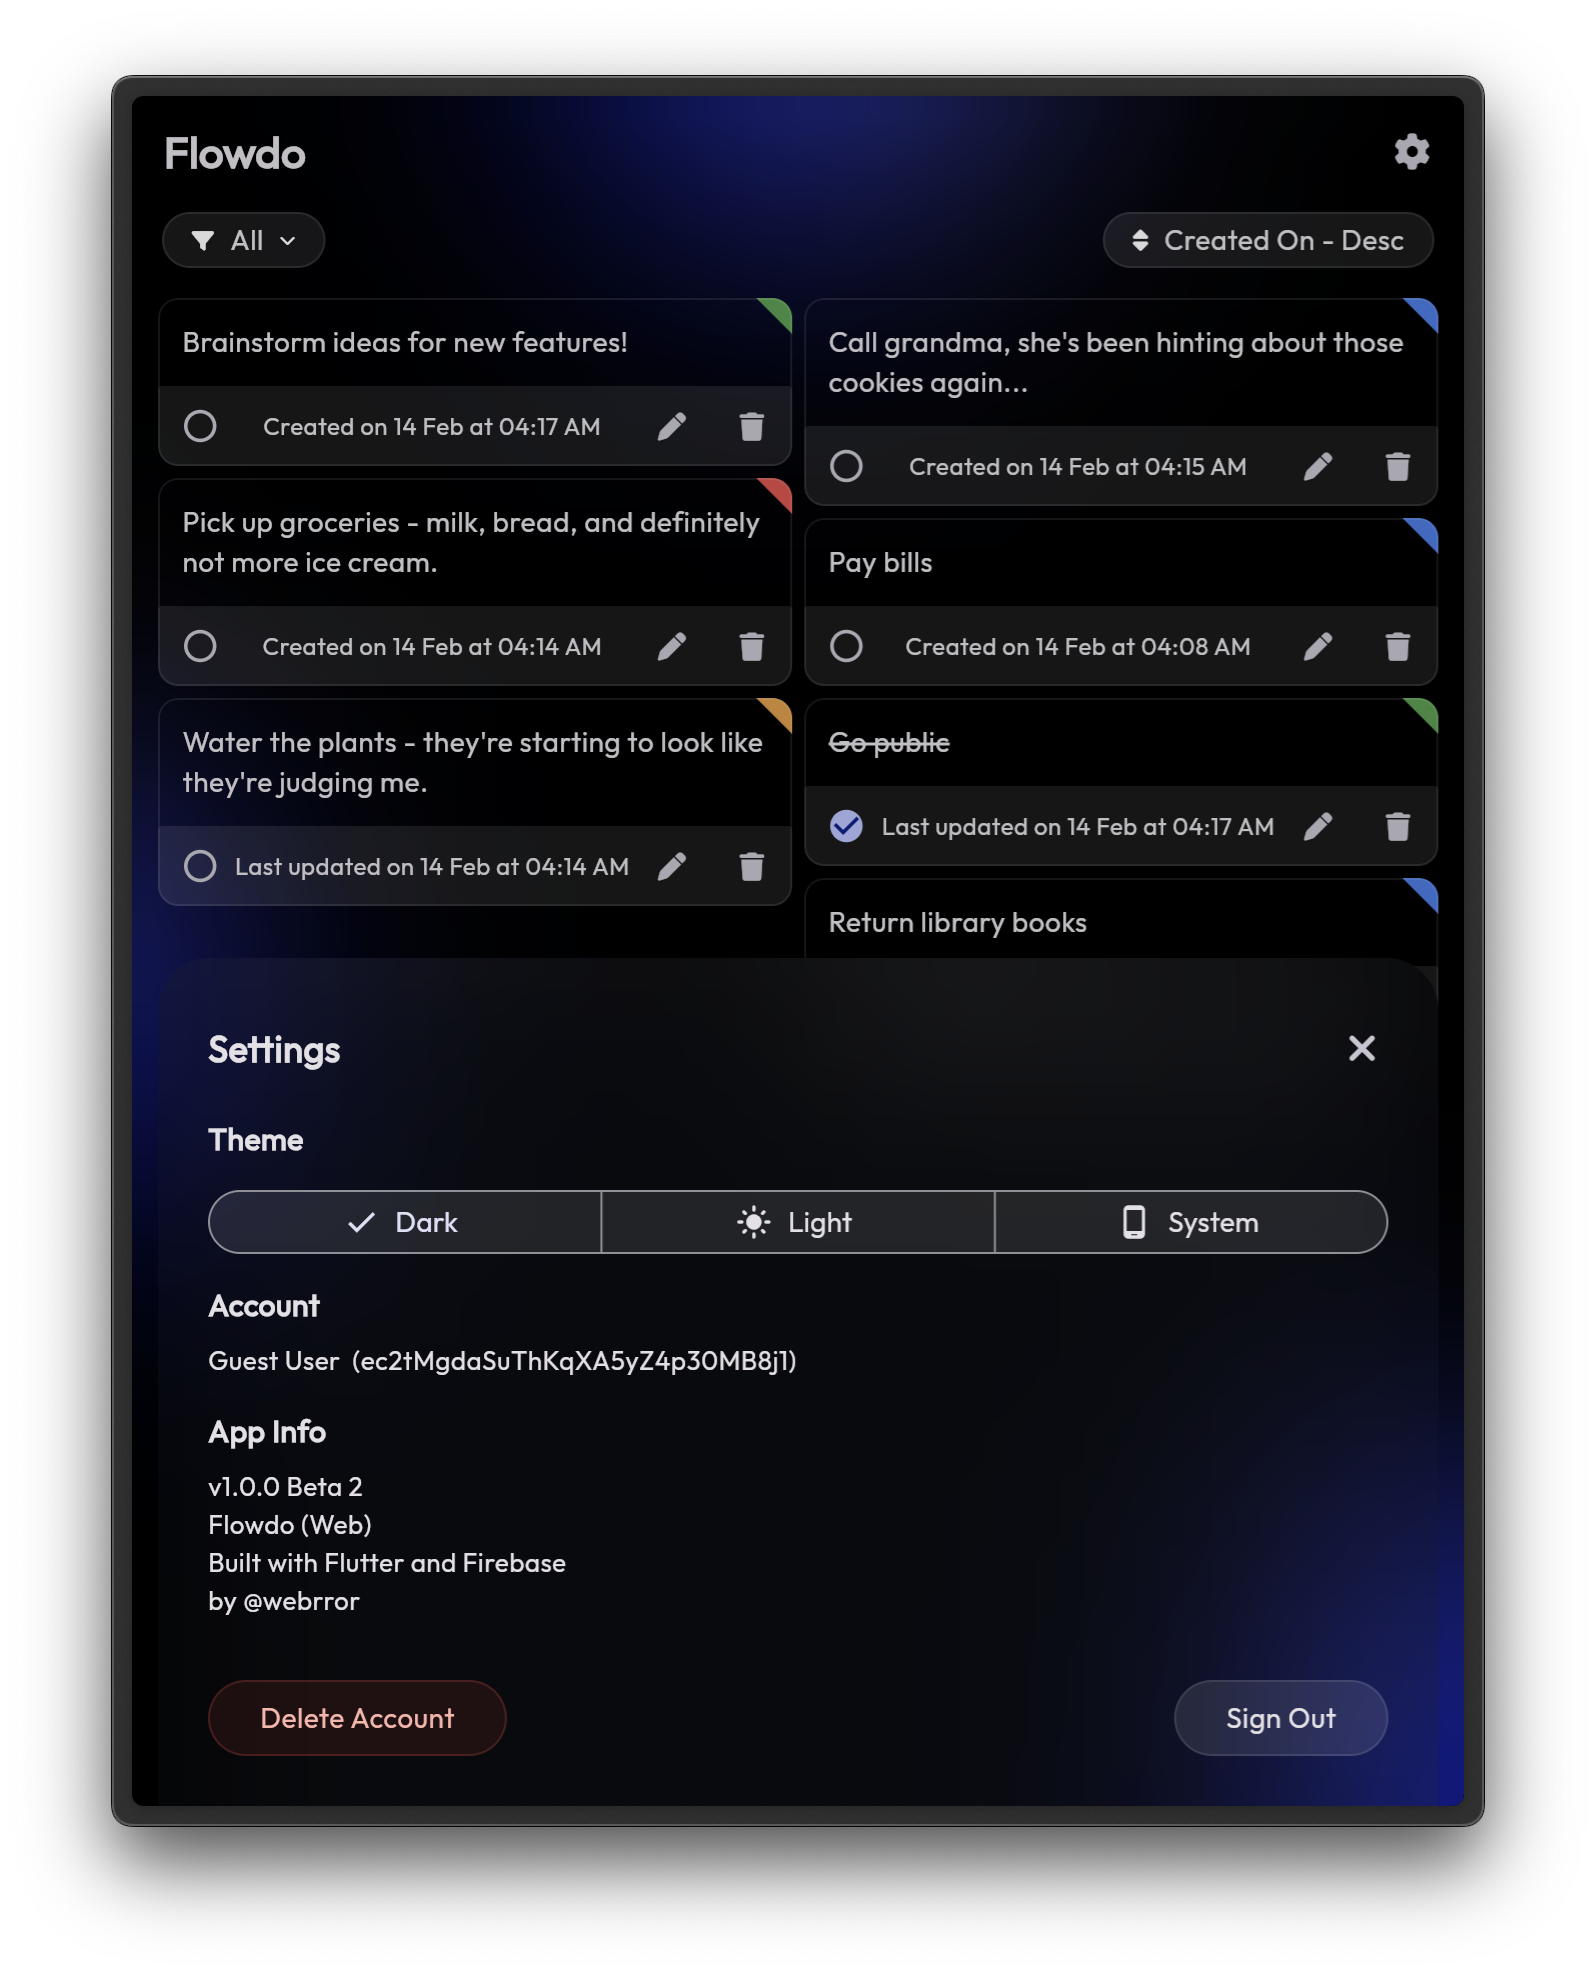 Flowdo
All
Created On - Desc
Brainstorm ideas for new features!
Created on 14 Feb at 04:17 AM
Call grandma, she's been hinting about those
cookies again...
Created on 14 Feb at 04:15 AM
Pick up groceries - milk, bread, and definitely
not more ice cream.
Created on 14 Feb at 04:14 AM
Pay bills
Created on 14 Feb at 04:08 AM
Water the plants - they're starting to look like
they're judging me.
Last updated on 14 Feb at 04:14 AM
Go public
Last updated on 14 Feb at 04:17 AM
Return library books
Settings
Theme
Dark
Light
System
Account
Guest User (ec2tMgdaSuThKqXA5yZ4p30MB8j1)
App Info
v1.0.0 Beta 2
Flowdo (Web)
Built with Flutter and Firebase
by @webrror
Delete Account
Sign Out